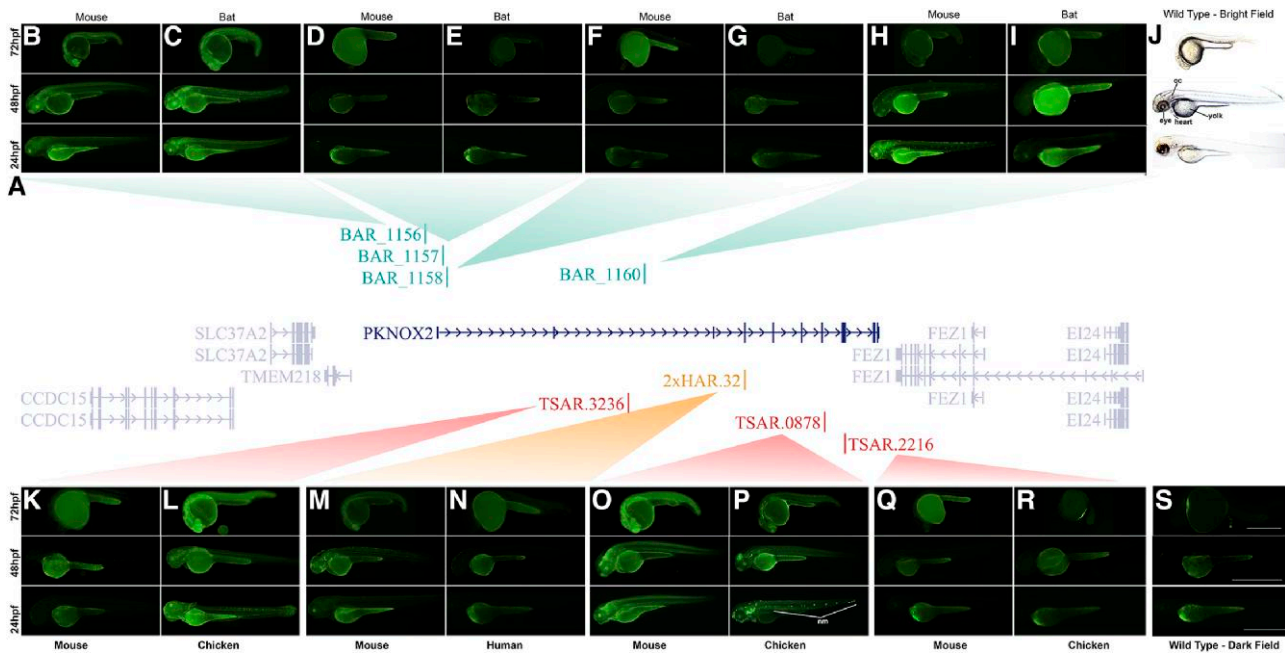 Mouse Bat Mouse Bat Mouse Bat Mouse Bat Wild Type - Bright Field
B C D E F G H I J
72hpf
48hpf
24hpf
oc
eye heart yolk
A
BAR_1156
BAR_1157
BAR_1158 BAR_1160
SLC37A2 PKNOX2 FEZ1 EI24
SLC37A2 FEZ1 EI24
TMEM218 FEZ1 EI24
2xHAR.32
CCDC15 TSAR.3236 FEZ1 EI24
CCDC15 TSAR.0878 EI24
TSAR.2216
K L M N O P Q R S
72hpf
48hpf
24hpf
nm
Mouse Chicken Mouse Human Mouse Chicken Mouse Chicken Wild Type - Dark Field